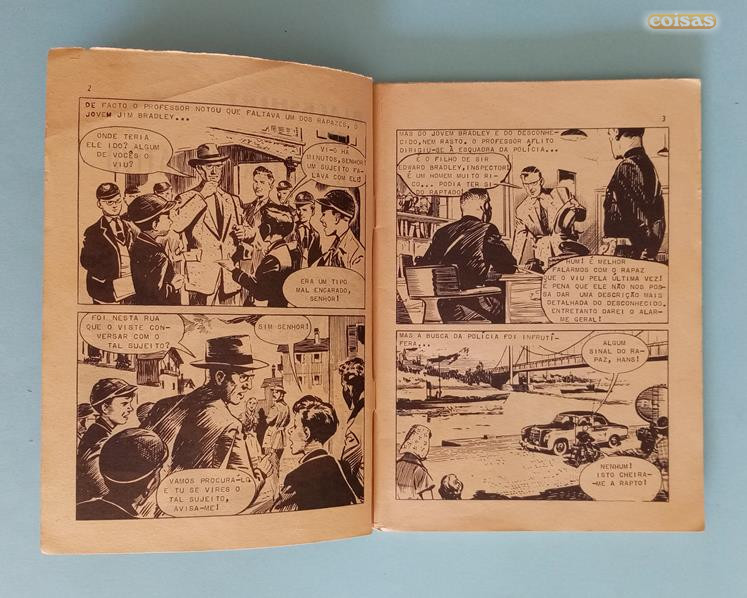 coisas
2
DE FACTO O PROFESSOR NOTOU QUE FALTAVA UM DOS RAPAZES, O
JOVEM JIM BRADLEY...
ONDE TERIA
ELE IDO? ALGUM
DE VOCÊS O
VIU?
VI-O HÁ
MINUTOS, SENHOR!
UM SUJEITO FA-
LAVA COM ELE!
ERA UM TIPO
MAL ENCARADO,
SENHOR!
FOI NESTA RUA
QUE O VISTE CON-
VERSAR COM O
TAL SUJEITO?
SIM SENHOR!
VAMOS PROCURÁ-LO
E TU SE VIRES O
TAL SUJEITO,
AVISA-ME!
3
MAS DO JOVEM BRADLEY E DO DESCONHE-
CIDO, NEM RASTO. O PROFESSOR AFLITO
DIRIGIU-SE À ESQUADRA DA POLÍCIA...
É O FILHO DE SIR
EDWARD BRADLEY, INSPECTOR!
É UM HOMEM MUITO RI-
CO... PODIA TER SI-
DO RAPTADO!
HUM! É MELHOR
FALARMOS COM O RAPAZ
QUE O VIU PELA ÚLTIMA VEZ!
É PENA QUE ELE NÃO NOS POS-
SA DAR UMA DESCRIÇÃO MAIS
DETALHADA DO DESCONHECIDO.
ENTRETANTO DAREI O ALAR-
ME GERAL!
MAS A BUSCA DA POLÍCIA FOI INFRUTÍ-
FERA...
ALGUM
SINAL DO RA-
PAZ, HANS!
NENHUM!
ISTO CHEIRA-
-ME A RAPTO!